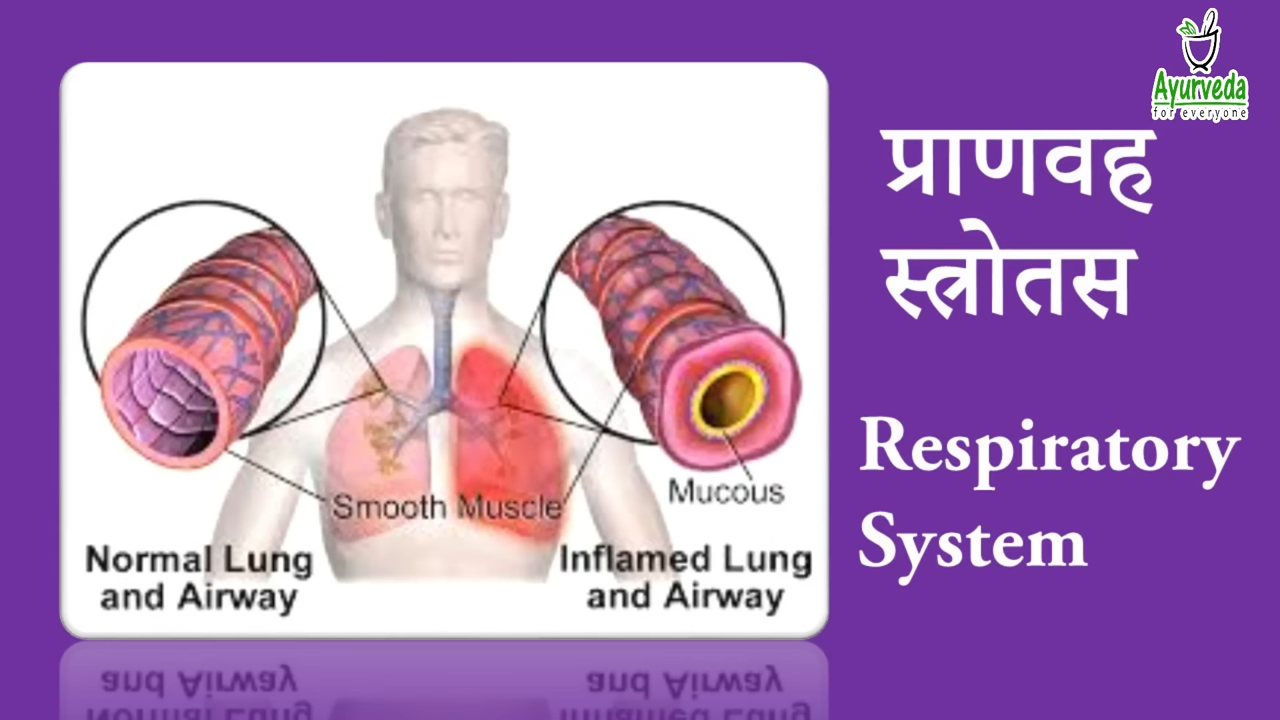 Ayurveda
for everyone
प्राणवह
स्त्रोतस
Respiratory
System
Smooth Muscle
Mucous
Normal Lung
and Airway
Inflamed Lung
and Airway